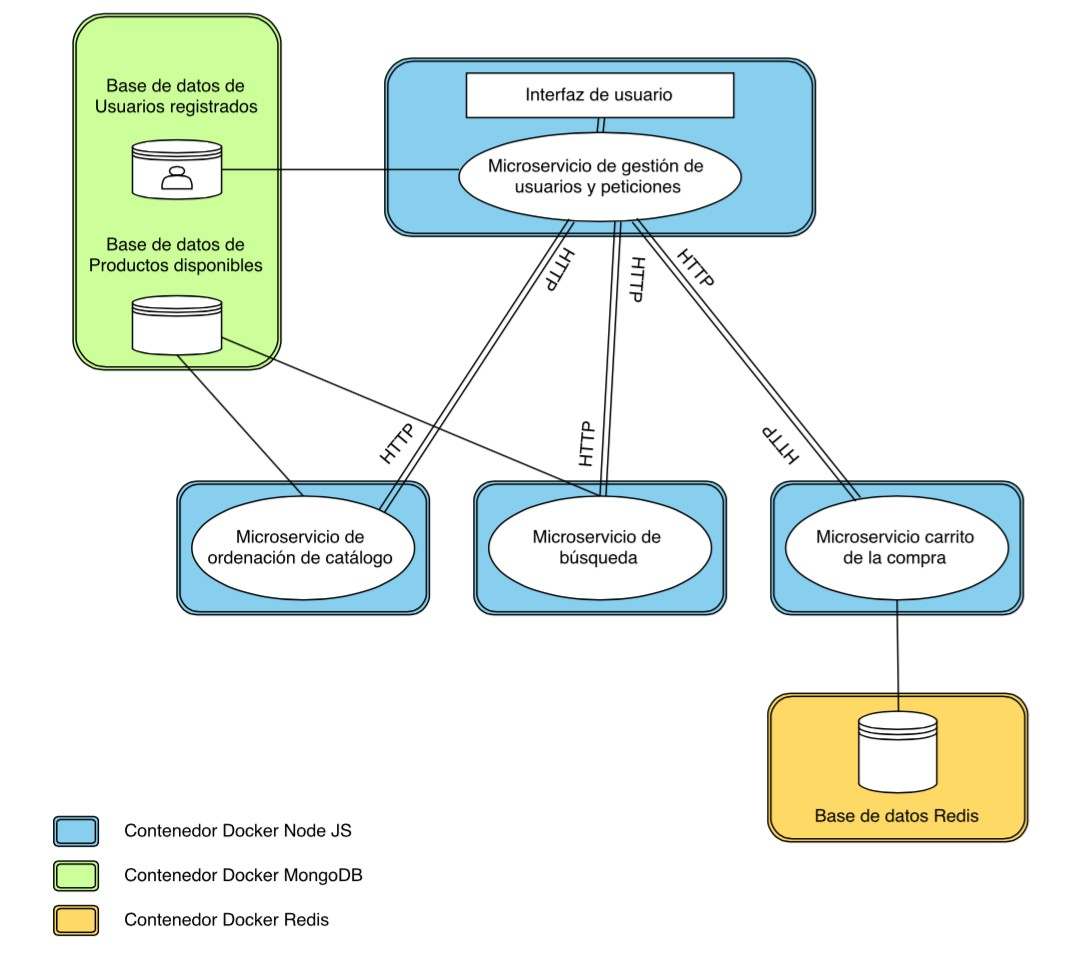 Base de datos de
Usuarios registrados
Interfaz de usuario
Microservicio de gestión de
usuarios y peticiones
Base de datos de
Productos disponibles
HTTP
HTTP
HTTP
HTTP
HTTP
HTTP
Microservicio de
ordenación de catálogo
Microservicio de
búsqueda
Microservicio carrito
de la compra
Base de datos Redis
Contenedor Docker Node JS
Contenedor Docker MongoDB
Contenedor Docker Redis